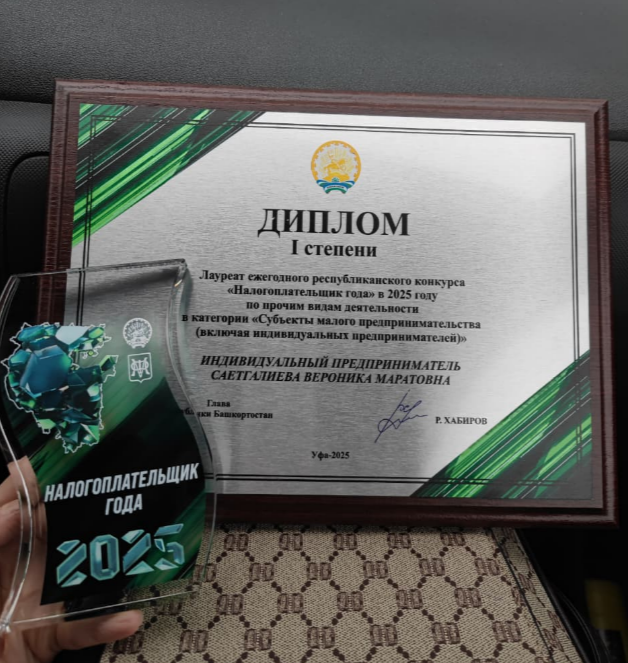 ДИПЛОМ
I степени
Лауреат ежегодного республиканского конкурса
«Налогоплательщик года» в 2025 году
по прочим видам деятельности
в категории «Субъекты малого предпринимательства
(включая индивидуальных предпринимателей)»
ИНДИВИДУАЛЬНЫЙ ПРЕДПРИНИМАТЕЛЬ
САЕТГАЛИЕВА ВЕРОНИКА МАРАТОВНА
Глава
Башкортостан
Р. ХАБИРОВ
Уфа-2025
НАЛОГОПЛАТЕЛЬЩИК
ГОДА
2025